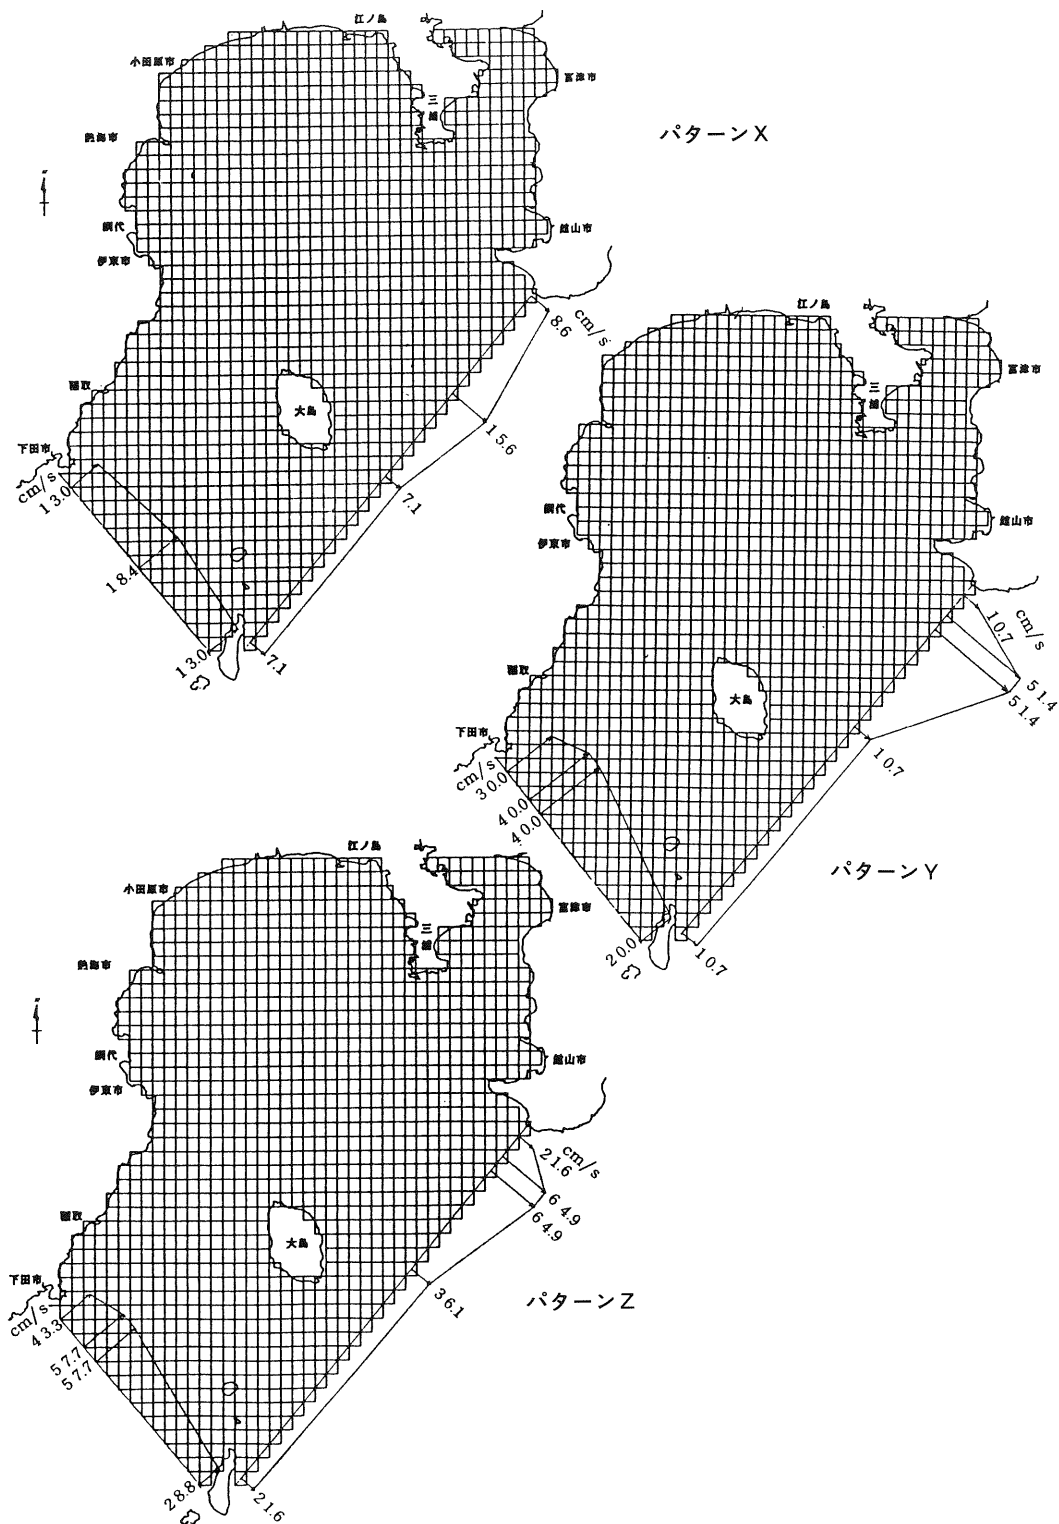 江ノ島
小田原市
富津市
三浦
熱海市
パターンX
網代
館山市
伊東市
cm/s
8.6
稲取
大島
15.6
下田市
cm/s
13.0
7.1
18.4
13.0
7.1
江ノ島
富津市
三浦
網代
館山市
伊東市
cm/s
10.7
稲取
大島
51.4
51.4
下田市
cm/s
30.0
10.7
40.0
40.0
パターンY
20.0
10.7
江ノ島
小田原市
富津市
三浦
熱海市
網代
館山市
伊東市
cm/s
21.6
64.9
64.9
稲取
大島
下田市
cm/s
43.3
36.1
パターンZ
57.7
57.7
28.8
21.6